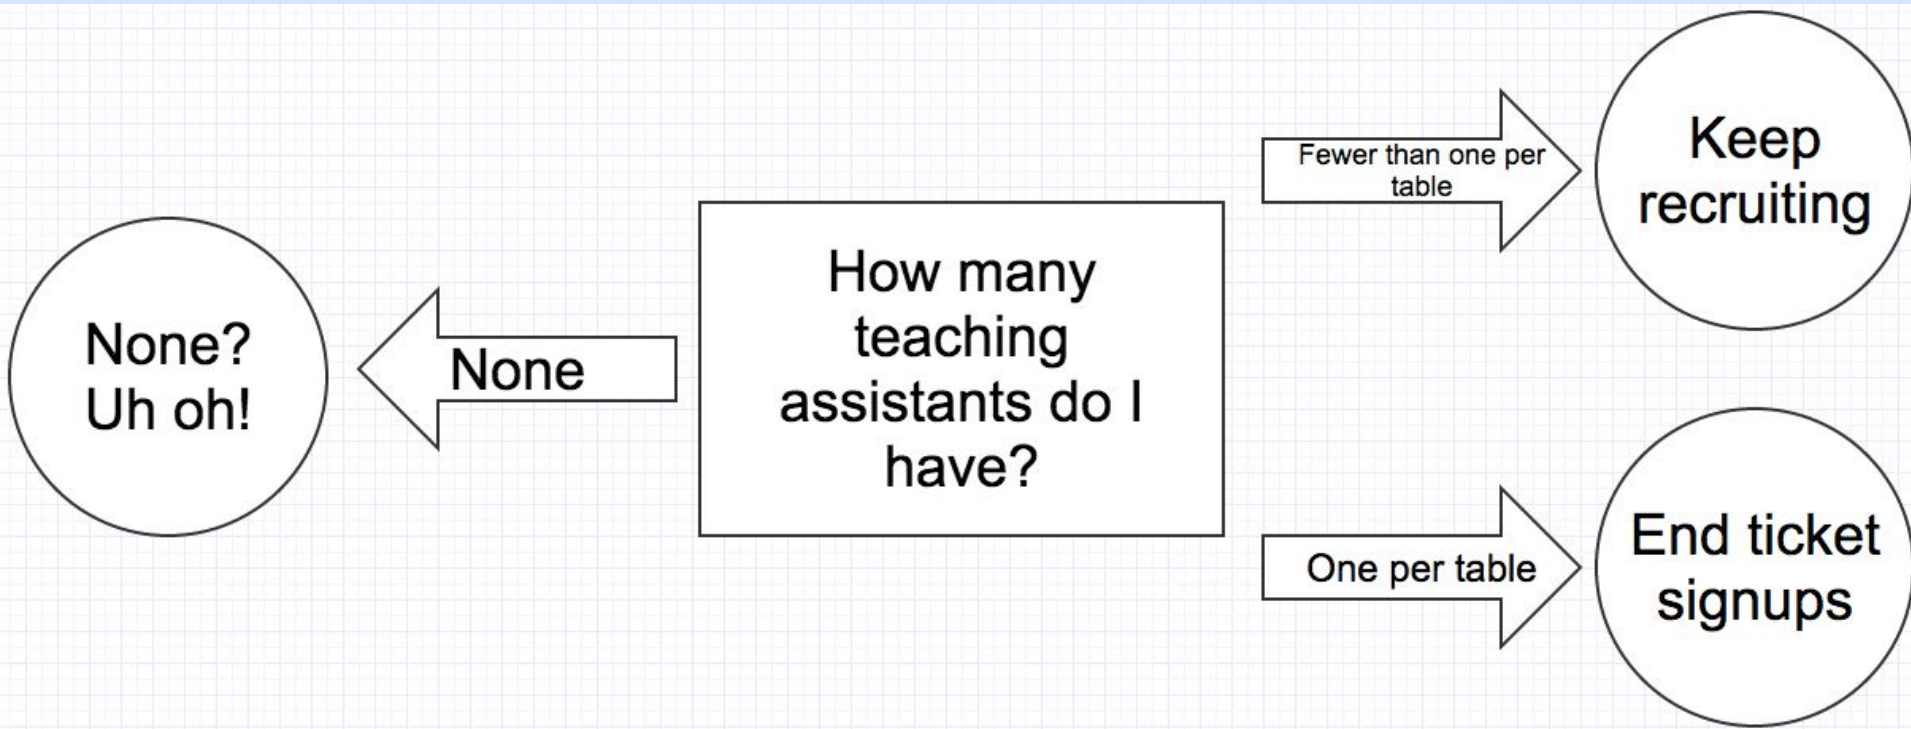 None?
Uh oh!
None
How many
teaching
assistants do I
have?
Fewer than one per
table
Keep
recruiting
One per table
End ticket
signups